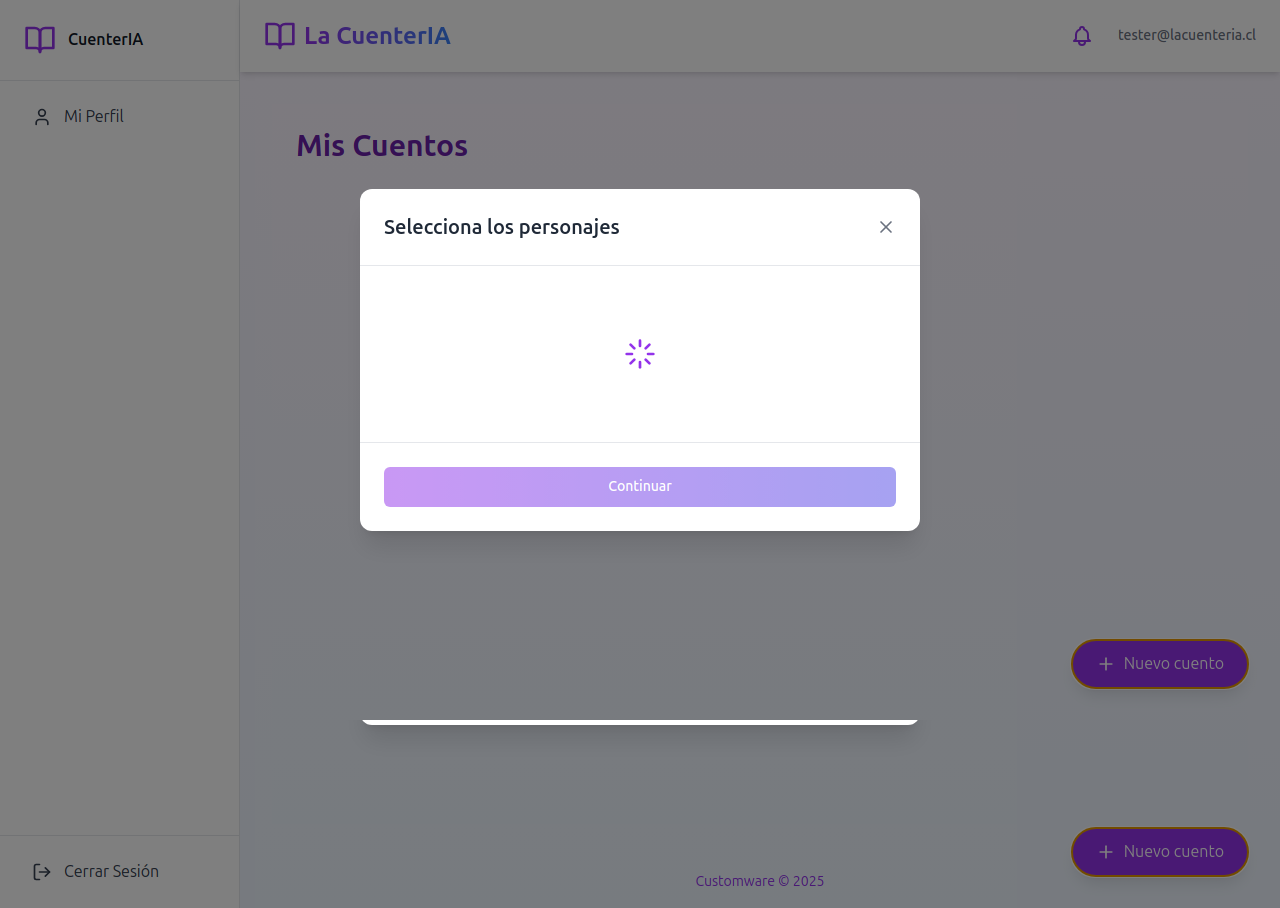 CuenterIA
La CuenterIA
tester@lacuenteria.cl
Mi Perfil
Mis Cuentos
Selecciona los personajes
Continuar
Nuevo cuento
Nuevo cuento
Cerrar Sesión
Customware © 2025